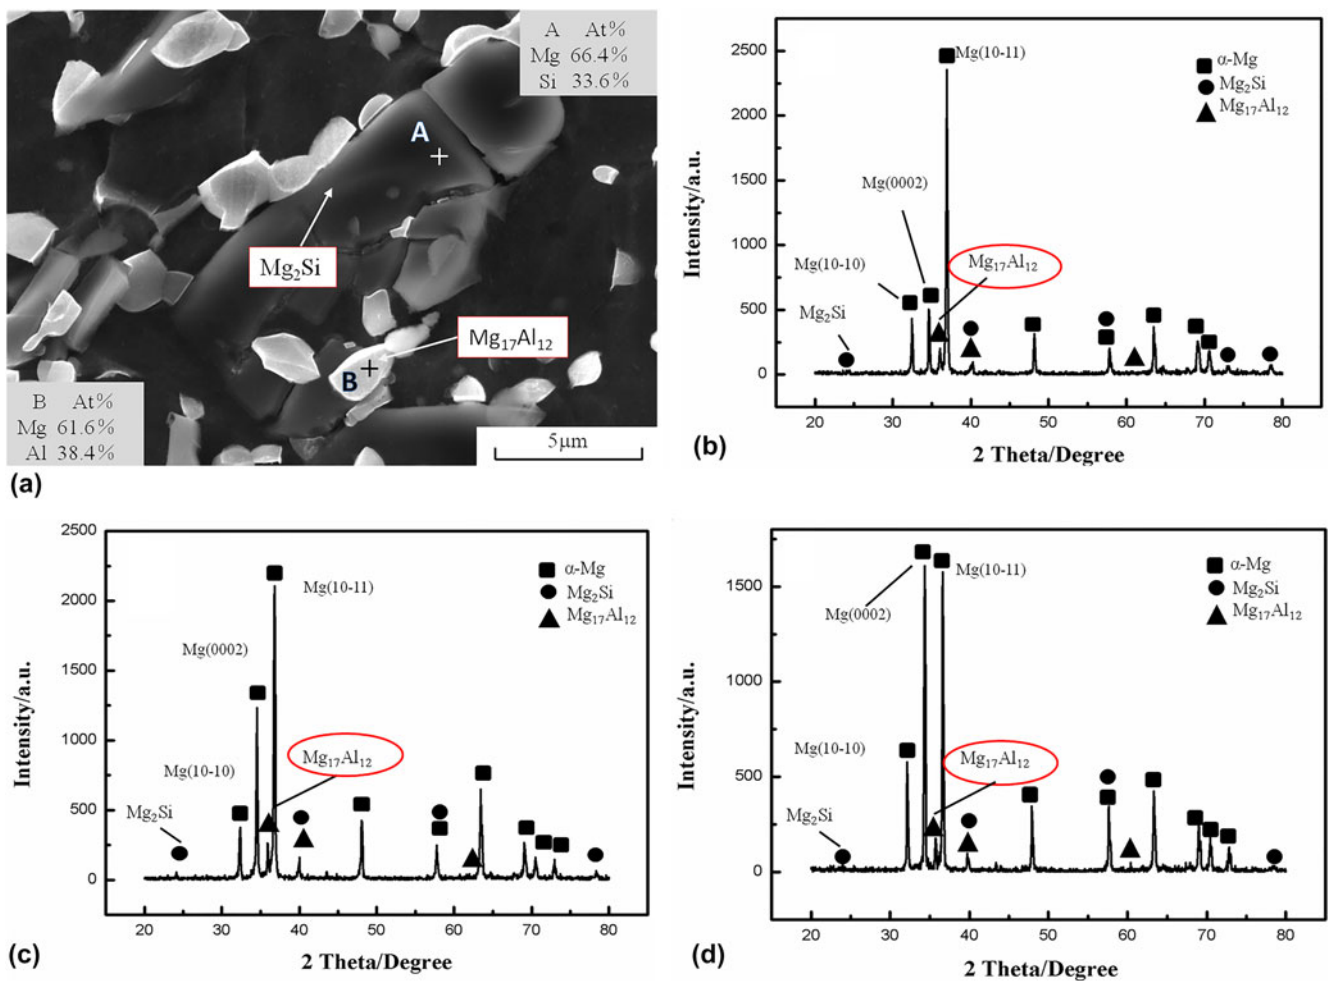 A At%
Mg 66.4%
Si 33.6%
A
Mg₂Si
Mg₁₇Al₁₂
B
B At%
Mg 61.6%
Al 38.4%
5μm
(a)
2500
2000
1500
1000
500
0
Intensity/a.u.
Mg(10-11)
α-Mg
Mg₂Si
Mg₁₇Al₁₂
Mg(0002)
Mg(10-10)
Mg₁₇Al₁₂
Mg₂Si
20 30 40 50 60 70 80
2 Theta/Degree
(b)
2500
2000
1500
1000
500
0
Intensity/a.u.
α-Mg
Mg₂Si
Mg₁₇Al₁₂
Mg(10-11)
Mg(0002)
Mg₁₇Al₁₂
Mg(10-10)
Mg₂Si
20 30 40 50 60 70 80
2 Theta/Degree
(c)
1500
1000
500
0
Intensity/a.u.
Mg(10-11)
α-Mg
Mg₂Si
Mg₁₇Al₁₂
Mg(0002)
Mg(10-10)
Mg₁₇Al₁₂
Mg₂Si
20 30 40 50 60 70 80
2 Theta/Degree
(d)